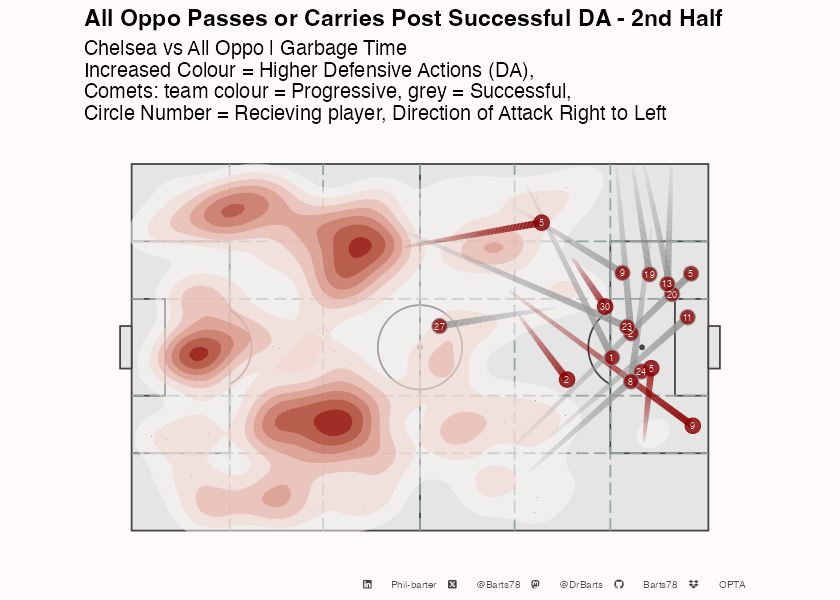 All Oppo Passes or Carries Post Successful DA - 2nd Half
Chelsea vs All Oppo | Garbage Time
Increased Colour = Higher Defensive Actions (DA),
Comets: team colour = Progressive, grey = Successful,
Circle Number = Recieving player, Direction of Attack Right to Left
5
9
19
5
13
20
30
11
27
23
2
1
2
24
5
8
9
Phil-barter @Barts78 @DrBarts Barts78 OPTA